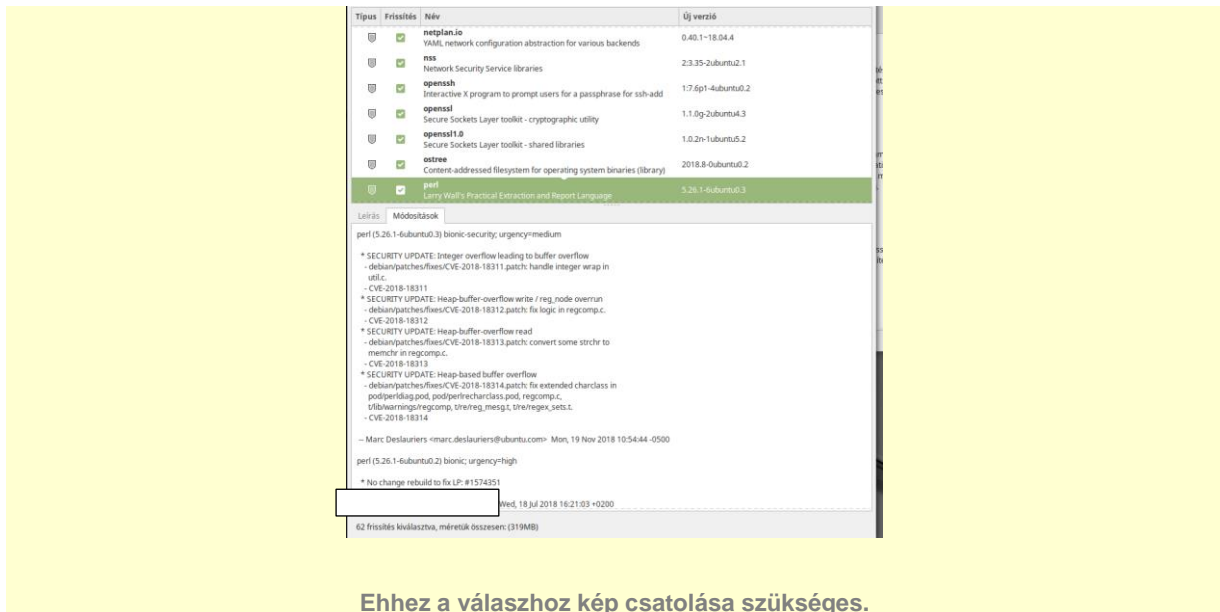 Típus Frissítés Név Új verzió
netplan.io
YAML network configuration abstraction for various backends 0.40.1~18.04.4
nss
Network Security Service libraries 2:3.35-2ubuntu2.1
openssh
Interactive X program to prompt users for a passphrase for ssh-add 1:7.6p1-4ubuntu0.2
openssl
Secure Sockets Layer toolkit - cryptographic utility 1.1.0g-2ubuntu4.3
openssl1.0
Secure Sockets Layer toolkit - shared libraries 1.0.2n-1ubuntu5.2
ostree
Content-addressed filesystem for operating system binaries (library) 2018.8-0ubuntu0.2
perl
Larry Wall's Practical Extraction and Report Language 5.26.1-6ubuntu0.3
Leírás Módosítások
perl (5.26.1-6ubuntu0.3) bionic-security; urgency=medium
* SECURITY UPDATE: Integer overflow leading to buffer overflow
- debian/patches/fixes/CVE-2018-18311.patch: handle integer wrap in
util.c.
- CVE-2018-18311
* SECURITY UPDATE: Heap-buffer-overflow write / reg_node overrun
- debian/patches/fixes/CVE-2018-18312.patch: fix logic in regcomp.c.
- CVE-2018-18312
* SECURITY UPDATE: Heap-buffer-overflow read
- debian/patches/fixes/CVE-2018-18313.patch: convert some strchr to
memchr in regcomp.c.
- CVE-2018-18313
* SECURITY UPDATE: Heap-based buffer overflow
- debian/patches/fixes/CVE-2018-18314.patch: fix extended charclass in
pod/perldiag.pod, pod/perlrecharclass.pod, regcomp.c,
t/lib/warnings/regcomp, t/re/reg_mesg.t, t/re/regex_sets.t.
- CVE-2018-18314
-- Marc Deslauriers <marc.deslauriers@ubuntu.com> Mon, 19 Nov 2018 10:54:44 -0500
perl (5.26.1-6ubuntu0.2) bionic; urgency=high
* No change rebuild to fix LP: #1574351
Wed, 18 Jul 2018 16:21:03 +0200
62 frissítés kiválasztva, méretük összesen: (319MB)
Ehhez a válaszhoz kép csatolása szükséges.